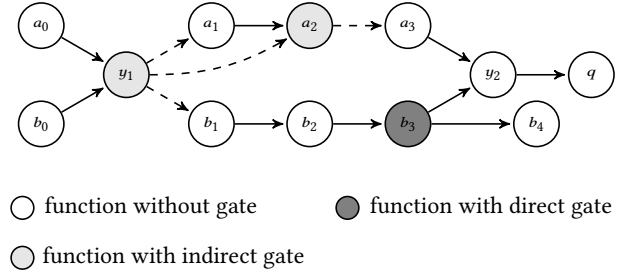 a₀ a₁ a₂ a₃
y₁ y₂ q
b₀ b₁ b₂ b₃ b₄
function without gate function with direct gate
function with indirect gate